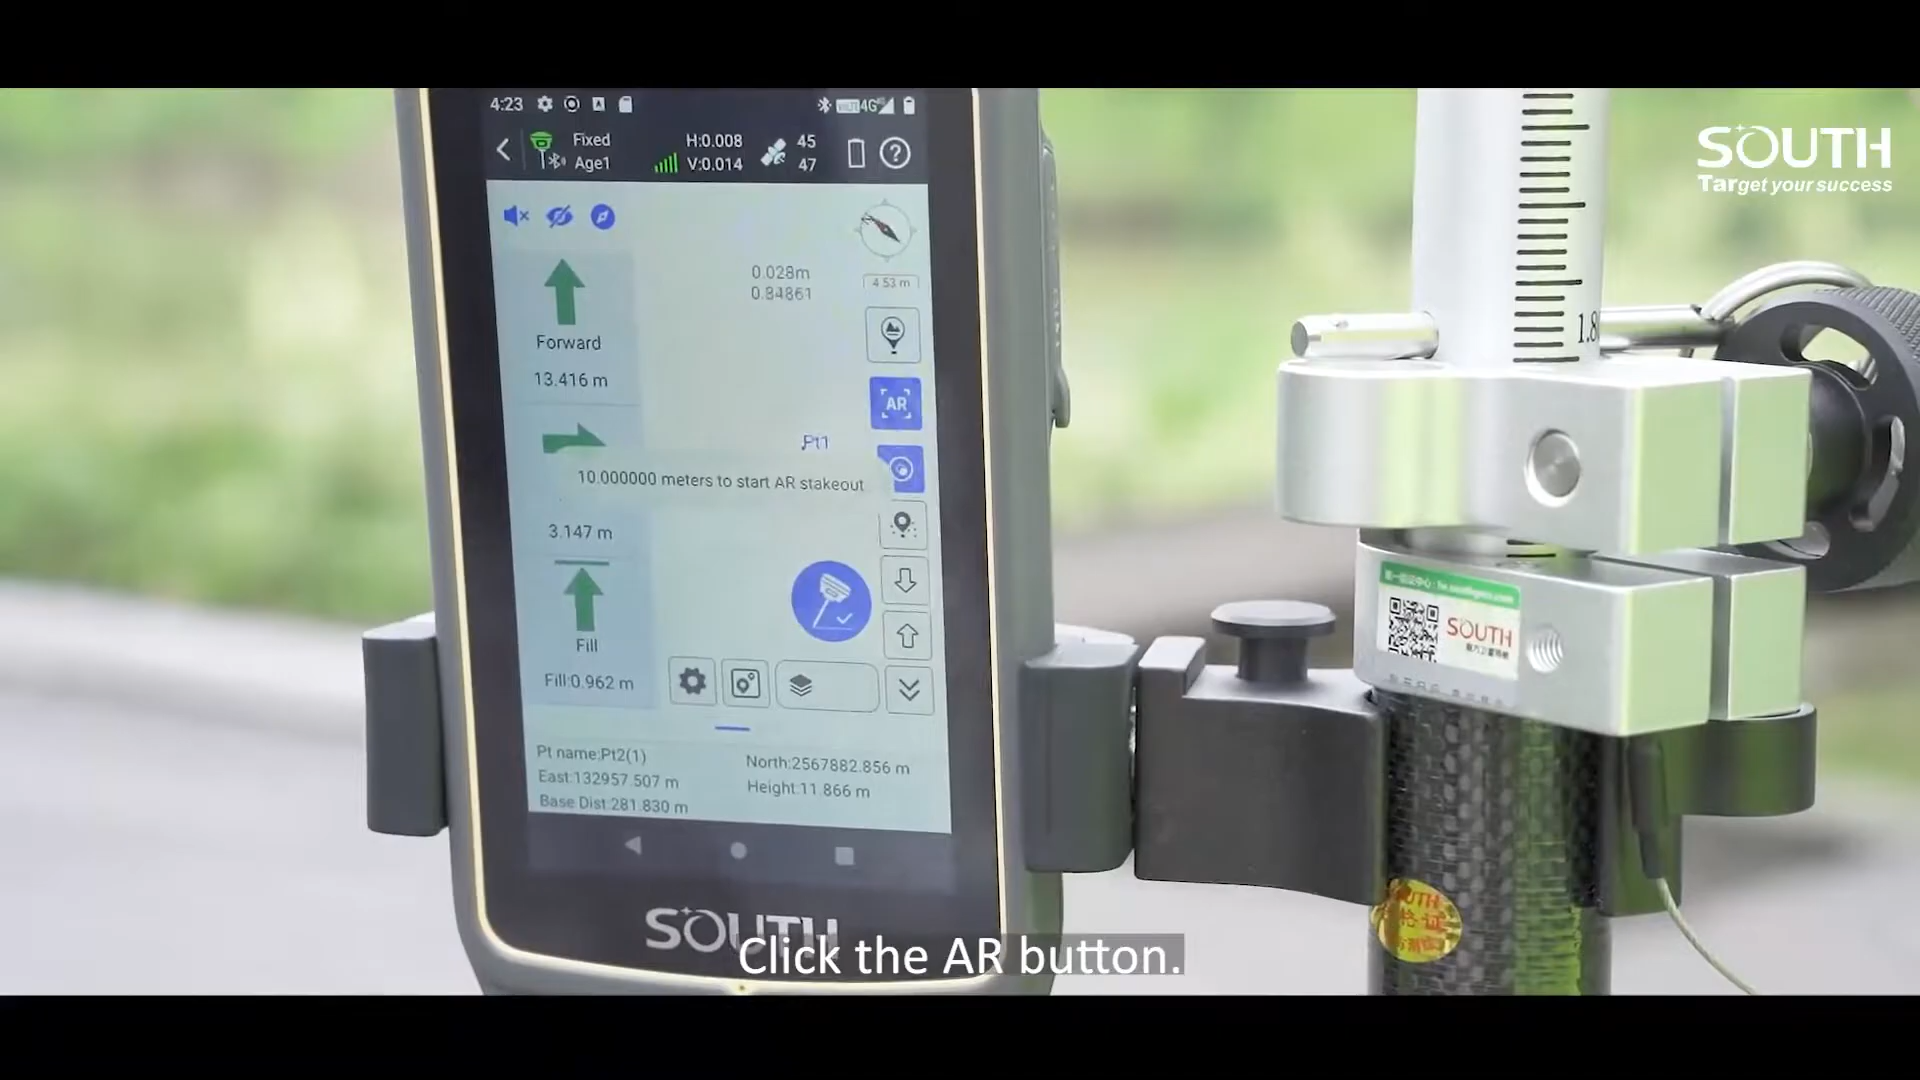 4:23
4G
Fixed
Age1
H:0.008
V:0.014
45
47
?
SOUTH
Target your success
0.028m
0.84861
4.53 m
Forward
13.416 m
AR
Pt1
10.000000 meters to start AR stakeout
3.147 m
Fill
Fill:0.962 m
Pt name:Pt2(1)
East:132957.507 m
Base Dist:281.830 m
North:2567882.856 m
Height:11.866 m
SOUTH
1.8
SOUTH
Click the AR button.